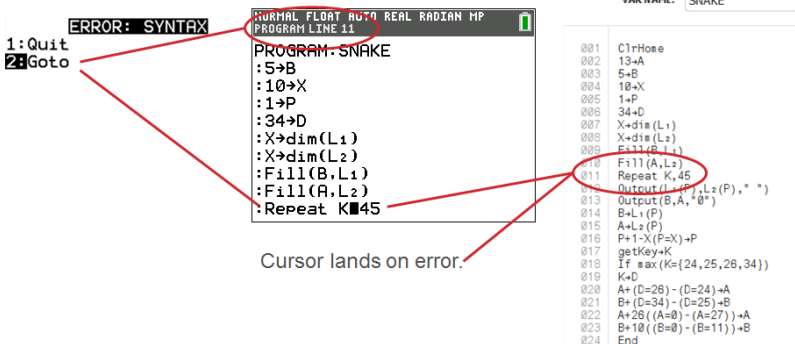 ERROR: SYNTAX
1:Quit
2:Goto
NORMAL FLOAT AUTO REAL RADIAN MP
PROGRAM LINE 11
PROGRAM:SNAKE
:5→B
:10→X
:1→P
:34→D
:X→dim(L₁)
:X→dim(L₂)
:Fill(B,L₁)
:Fill(A,L₂)
:Repeat K■45
Cursor lands on error.
VAR NAME: SNAKE
001 ClrHome
002 13→A
003 5→B
004 10→X
005 1→P
006 34→D
007 X→dim(L₁)
008 X→dim(L₂)
009 Fill(B,L₁)
010 Fill(A,L₂)
011 Repeat K,45
012 Output(L₁(P),L₂(P)," ")
013 Output(B,A,"0")
014 B→L₁(P)
015 A→L₂(P)
016 P+1-X(P=X)→P
017 getKey→K
018 If max(K={24,25,26,34})
019 K→D
020 A+(D=26)-(D=24)→A
021 B+(D=34)-(D=25)→B
022 A+26((A=0)-(A=27))→A
023 B+10((B=0)-(B=11))→B
024 End